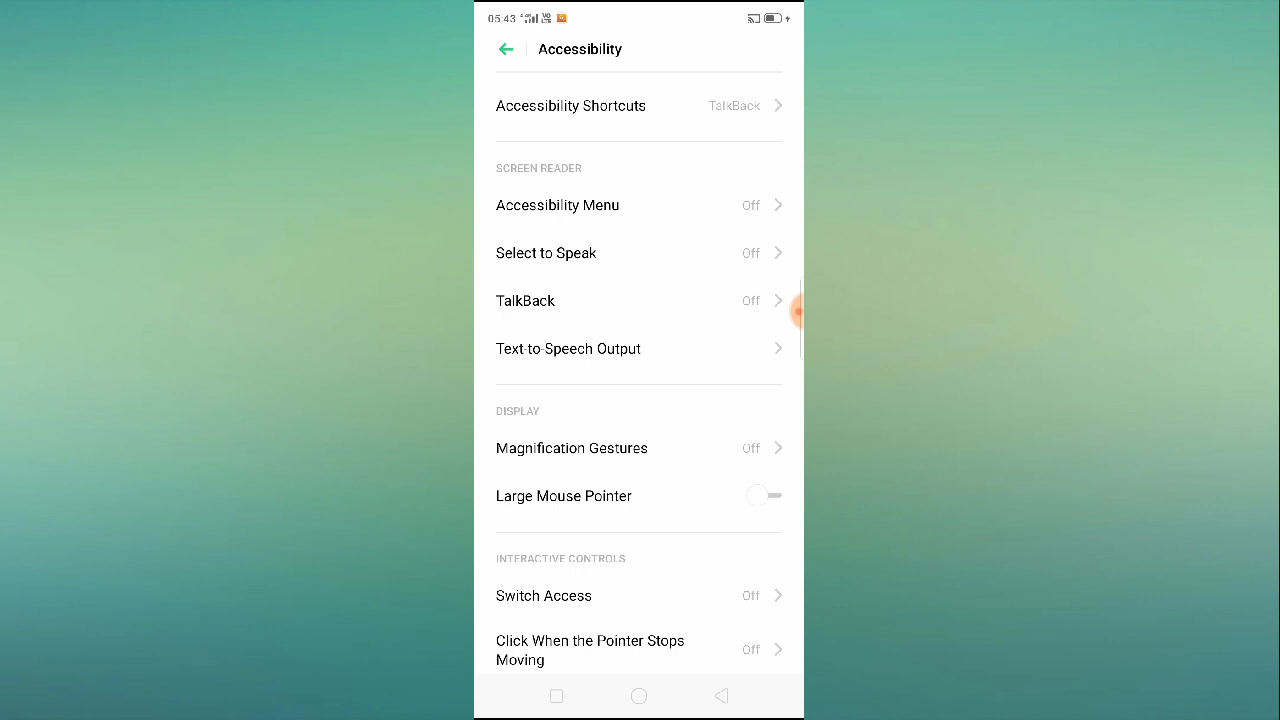 05:43
Accessibility
Accessibility Shortcuts TalkBack
SCREEN READER
Accessibility Menu Off
Select to Speak Off
TalkBack Off
Text-to-Speech Output
DISPLAY
Magnification Gestures Off
Large Mouse Pointer
INTERACTIVE CONTROLS
Switch Access Off
Click When the Pointer Stops
Moving Off